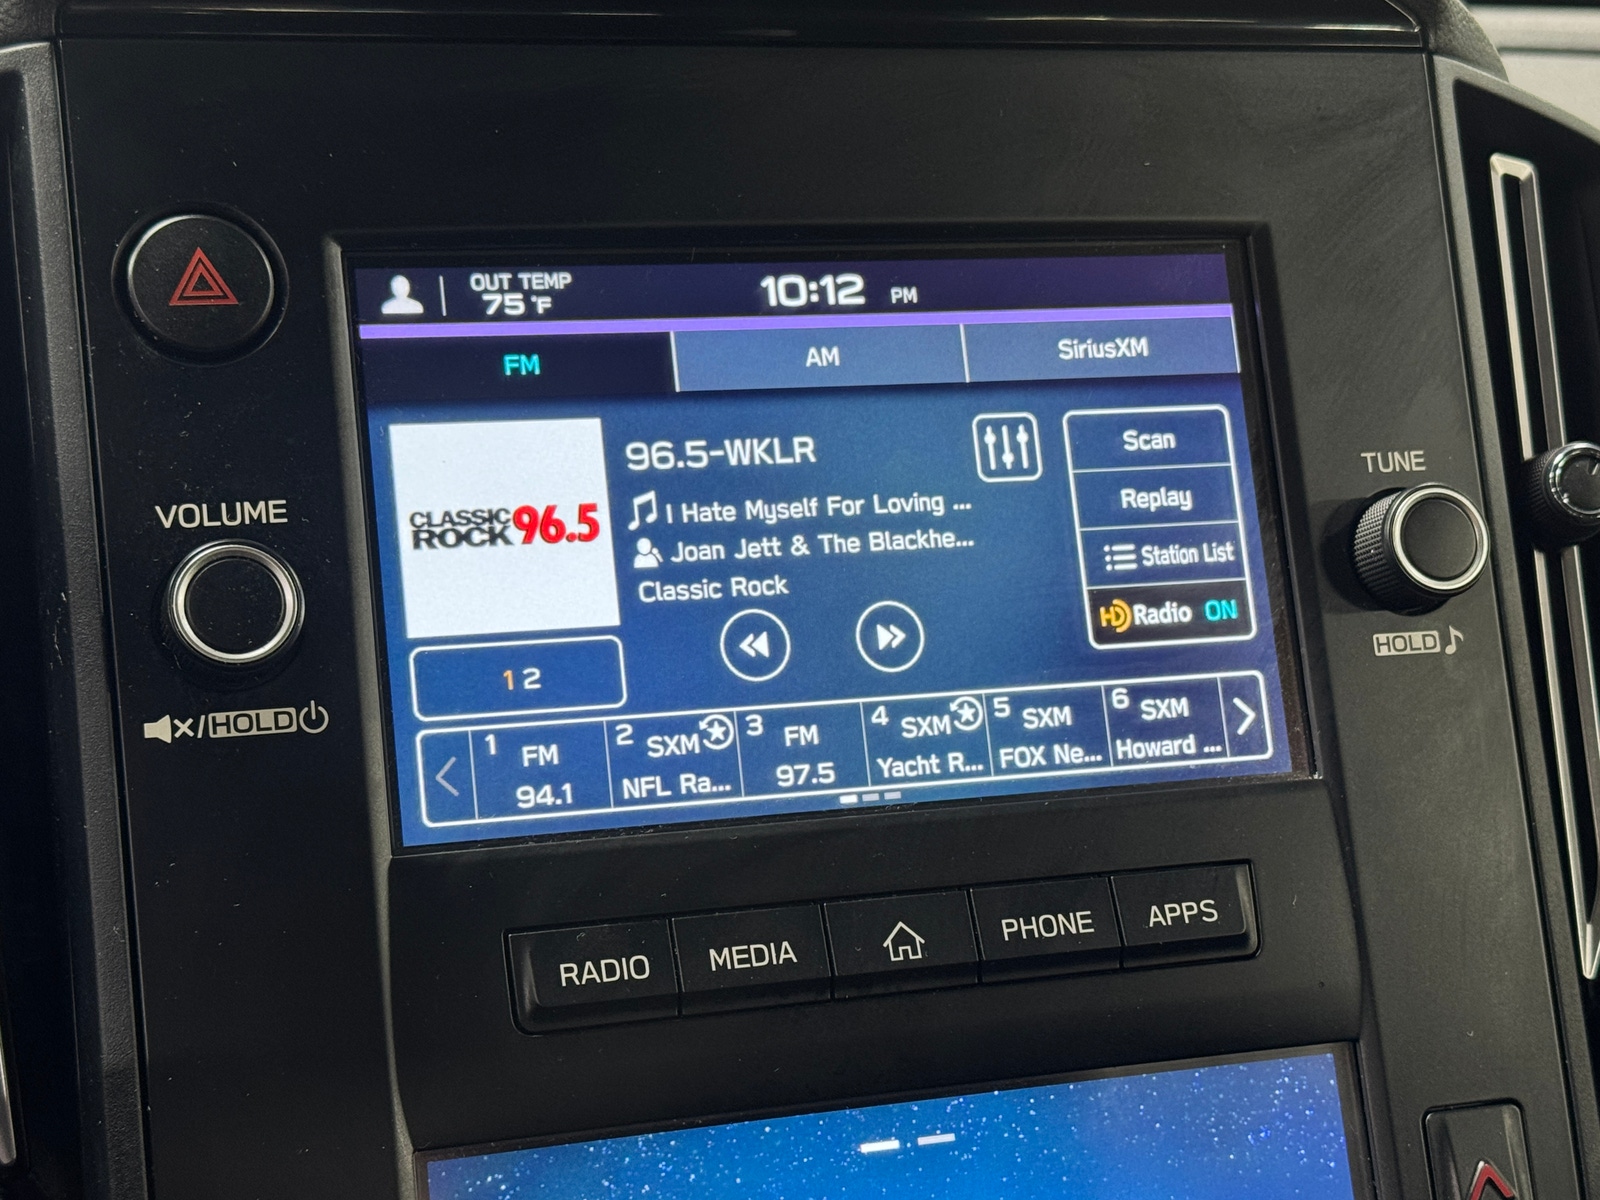 OUT TEMP
75 °F
10:12 PM
FM
AM
SiriusXM
CLASSIC
ROCK 96.5
96.5-WKLR
I Hate Myself For Loving ...
Joan Jett & The Blackhe...
Classic Rock
Scan
Replay
Station List
HD Radio ON
1 2
1 FM
94.1
2 SXM
NFL Ra...
3 FM
97.5
4 SXM
Yacht R...
5 SXM
FOX Ne...
6 SXM
Howard ...
VOLUME
/HOLD
TUNE
HOLD
RADIO
MEDIA
PHONE
APPS